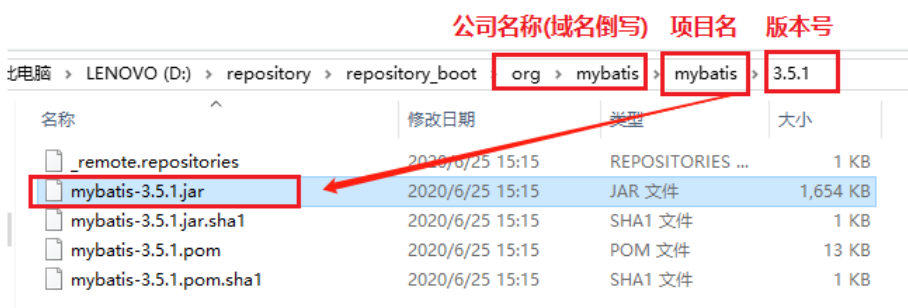 公司名称(域名倒写) 项目名 版本号
此电脑 › LENOVO (D:) › repository › repository_boot › org › mybatis › mybatis › 3.5.1
名称 修改日期 类型 大小
_remote.repositories 2020/6/25 15:15 REPOSITORIES ... 1 KB
mybatis-3.5.1.jar 2020/6/25 15:15 JAR 文件 1,654 KB
mybatis-3.5.1.jar.sha1 2020/6/25 15:15 SHA1 文件 1 KB
mybatis-3.5.1.pom 2020/6/25 15:15 POM 文件 13 KB
mybatis-3.5.1.pom.sha1 2020/6/25 15:15 SHA1 文件 1 KB